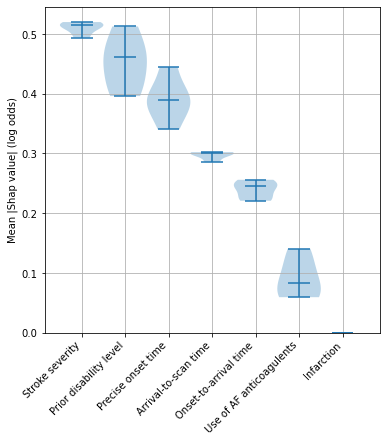 Mean |Shap value| (log odds)
0.5
0.4
0.3
0.2
0.1
0.0
Stroke severity
Prior disability level
Precise onset time
Arrival-to-scan time
Onset-to-arrival time
Use of AF anticoagulents
Infarction